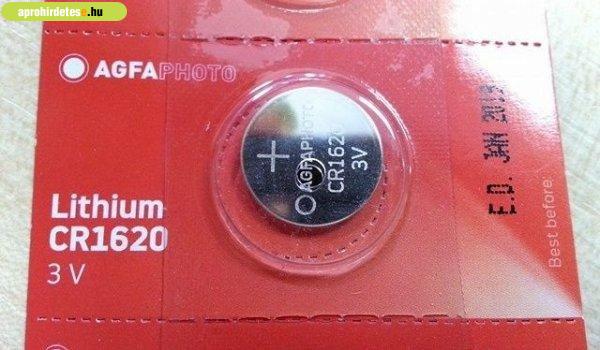 aprohirdetes.hu
AGFAPHOTO
Lithium
CR1620
3 V
+
AGFAPHOTO
CR1620
3V
E.D. JAN 2019
Best before: